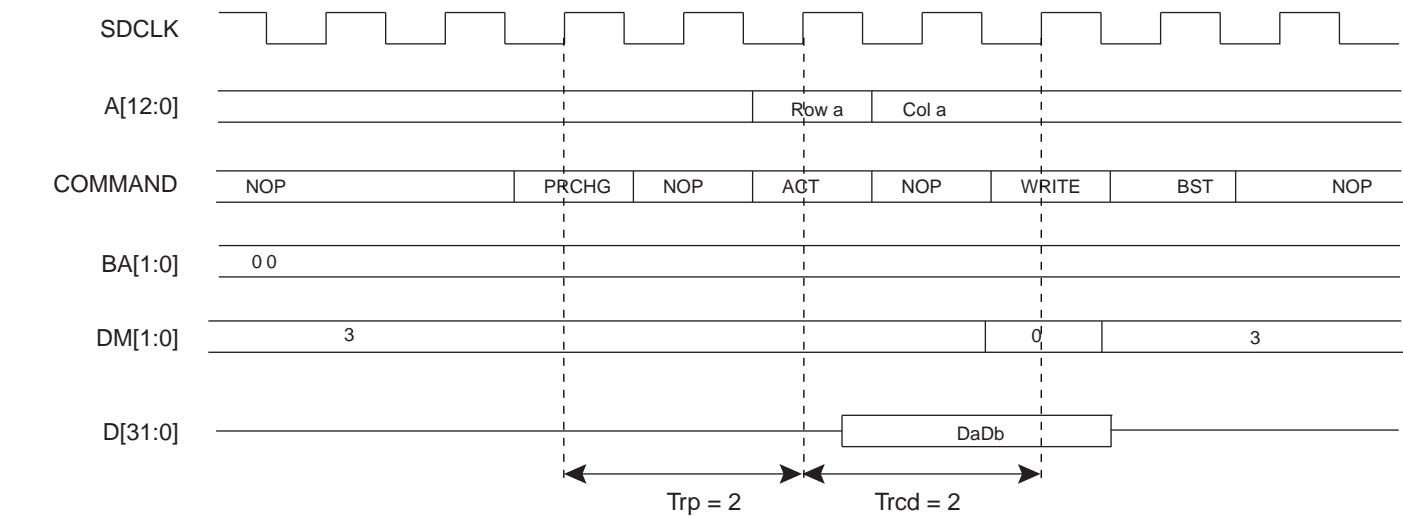 SDCLK
A[12:0] Row a Col a
COMMAND NOP PRCHG NOP ACT NOP WRITE BST NOP
BA[1:0] 0 0
DM[1:0] 3 0 3
D[31:0] DaDb
Trp = 2 Trcd = 2